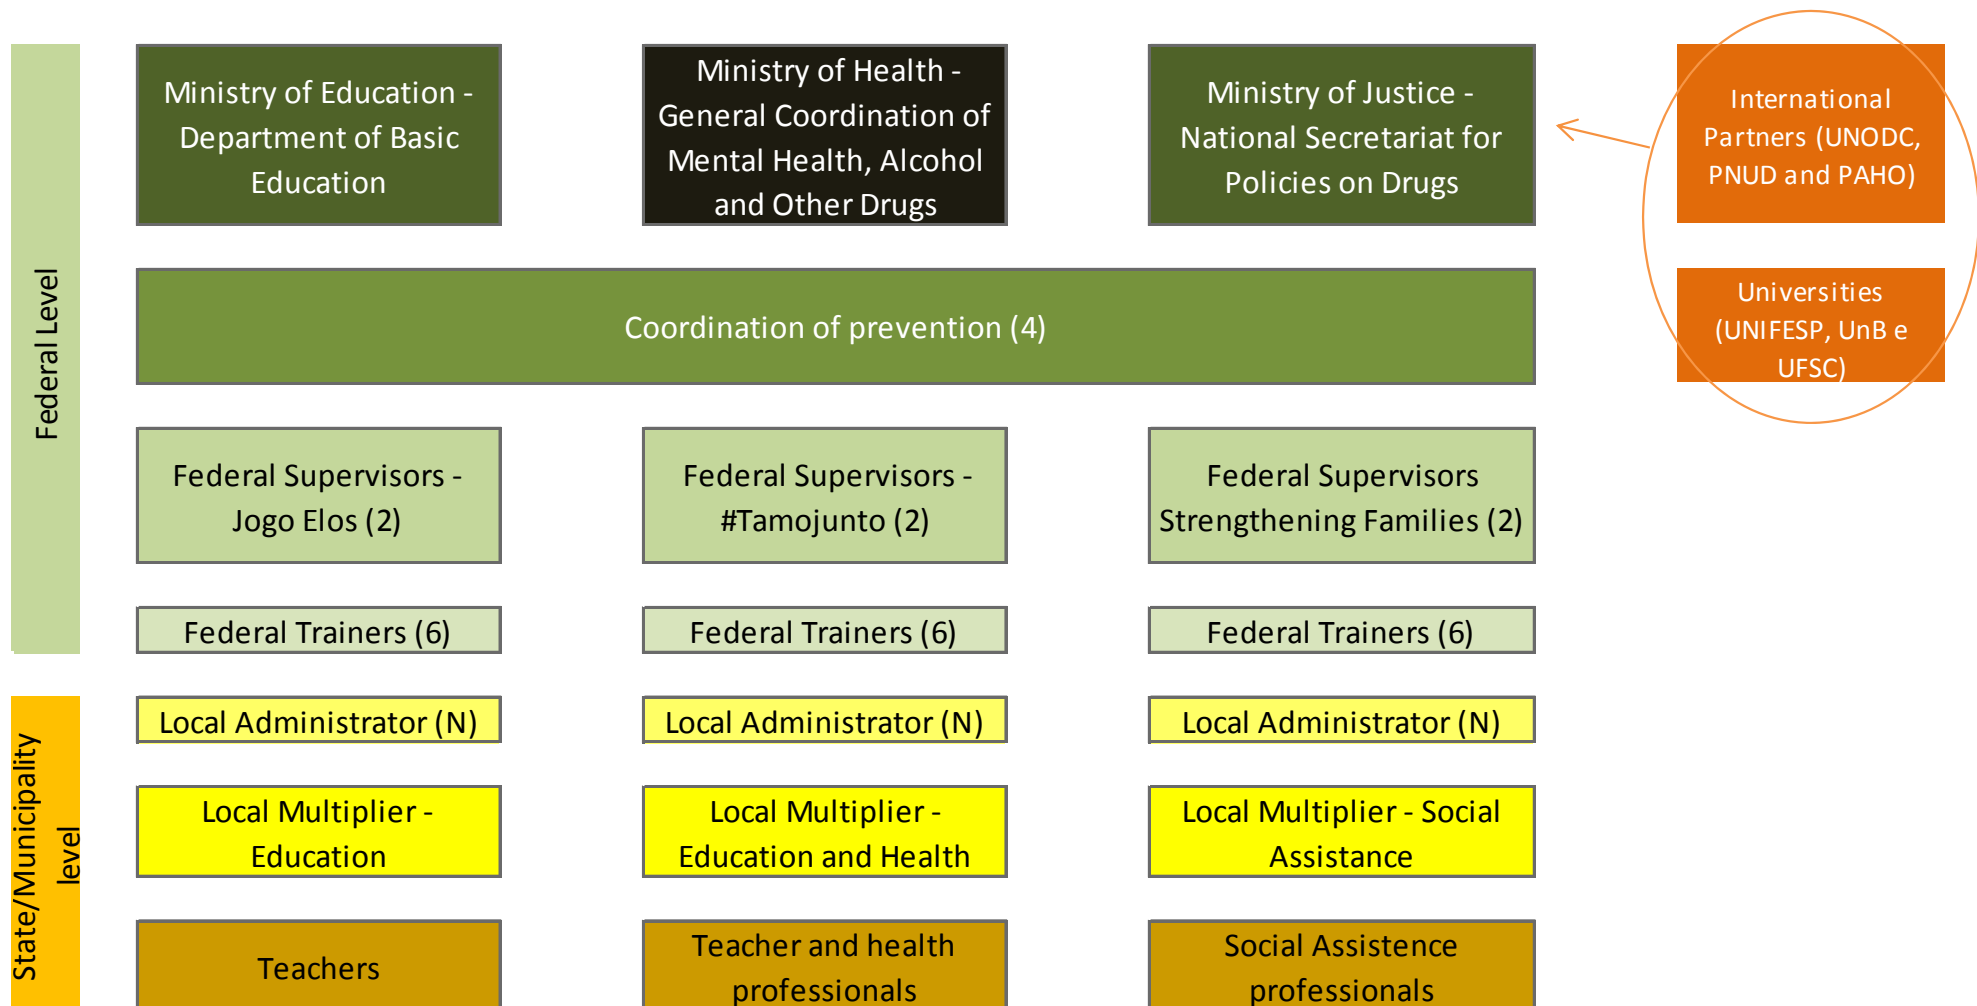 Federal Level
Ministry of Education -
Department of Basic
Education
Ministry of Health -
General Coordination of
Mental Health, Alcohol
and Other Drugs
Ministry of Justice -
National Secretariat for
Policies on Drugs
International
Partners (UNODC,
PNUD and PAHO)
Coordination of prevention (4)
Universities
(UNIFESP, UnB e
UFSC)
Federal Supervisors -
Jogo Elos (2)
Federal Supervisors -
#Tamojunto (2)
Federal Supervisors
Strengthening Families (2)
Federal Trainers (6)
Federal Trainers (6)
Federal Trainers (6)
State/Municipality
level
Local Administrator (N)
Local Administrator (N)
Local Administrator (N)
Local Multiplier -
Education
Local Multiplier -
Education and Health
Local Multiplier - Social
Assistance
Teachers
Teacher and health
professionals
Social Assistence
professionals